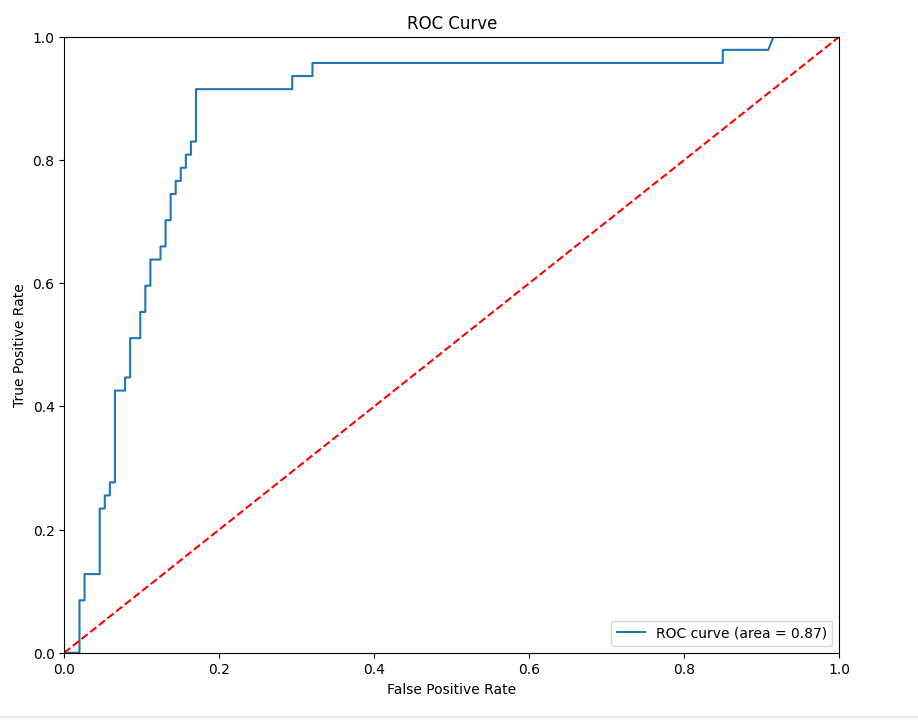 ROC Curve
1.0
0.8
0.6
0.4
0.2
0.0
True Positive Rate
ROC curve (area = 0.87)
0.0 0.2 0.4 0.6 0.8 1.0
False Positive Rate